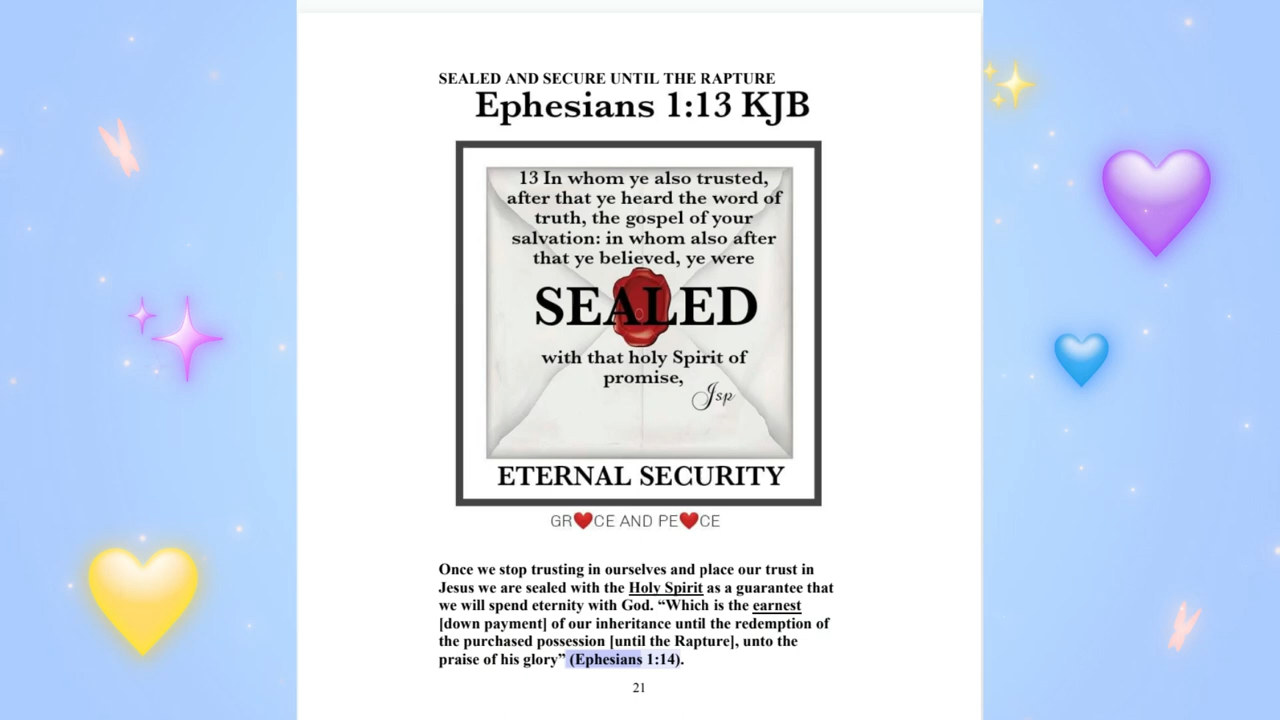 SEALED AND SECURE UNTIL THE RAPTURE
Ephesians 1:13 KJB
13 In whom ye also trusted,
after that ye heard the word of
truth, the gospel of your
salvation: in whom also after
that ye believed, ye were
SEALED
with that holy Spirit of
promise,
Jsp
ETERNAL SECURITY
GR❤CE AND PE❤CE
Once we stop trusting in ourselves and place our trust in
Jesus we are sealed with the Holy Spirit as a guarantee that
we will spend eternity with God. “Which is the earnest
[down payment] of our inheritance until the redemption of
the purchased possession [until the Rapture], unto the
praise of his glory” (Ephesians 1:14).
21